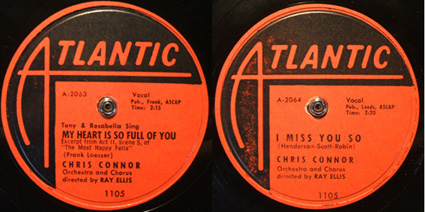 ATLANTIC
A-2063
Vocal
Pub., Frank, ASCAP
Time: 2:15
Tony & Rosabella Sing
MY HEART IS SO FULL OF YOU
Excerpt from Act II, Scene 5, of
"The Most Happy Fella"
(Frank Loesser)
CHRIS CONNOR
Orchestra and Chorus
directed by RAY ELLIS
1105
ATLANTIC
A-2064
Vocal
Pub., Leeds, ASCAP
Time: 2:20
I MISS YOU SO
(Henderson-Scott-Robin)
CHRIS CONNOR
Orchestra and Chorus
directed by RAY ELLIS
1105